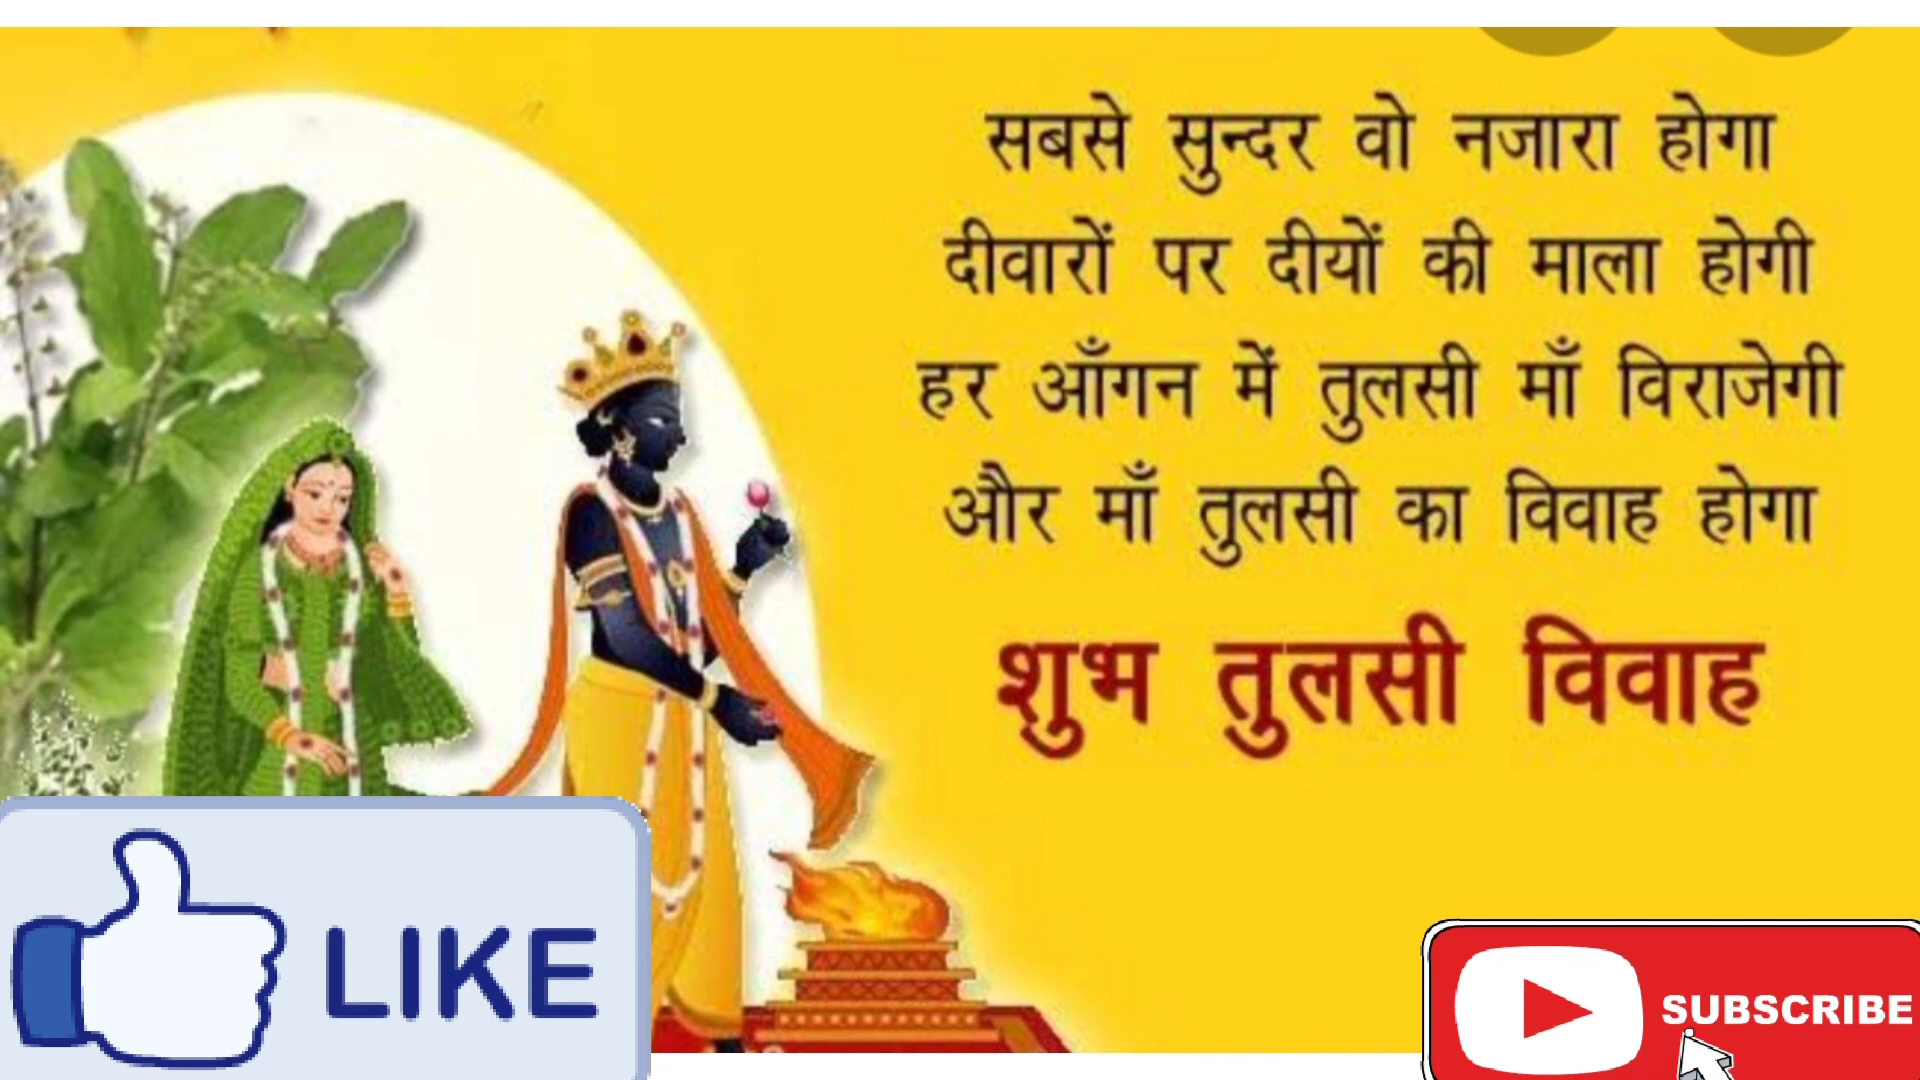 सबसे सुन्दर वो नजारा होगा
दीवारों पर दीयों की माला होगी
हर आँगन में तुलसी माँ विराजेगी
और माँ तुलसी का विवाह होगा
शुभ तुलसी विवाह
LIKE
SUBSCRIBE